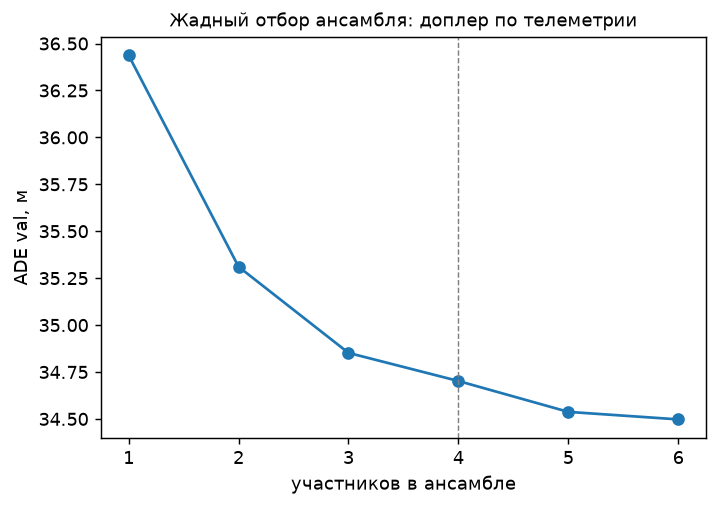 Жадный отбор ансамбля: доплер по телеметрии
ADE val, м
36.50
36.25
36.00
35.75
35.50
35.25
35.00
34.75
34.50
1 2 3 4 5 6
участников в ансамбле